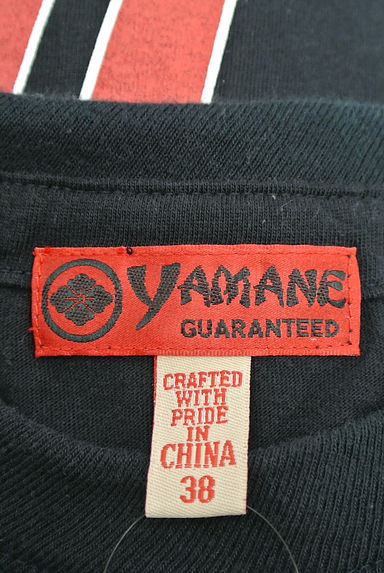 YAMANE
GUARANTEED
CRAFTED
WITH
PRIDE
IN
CHINA
38